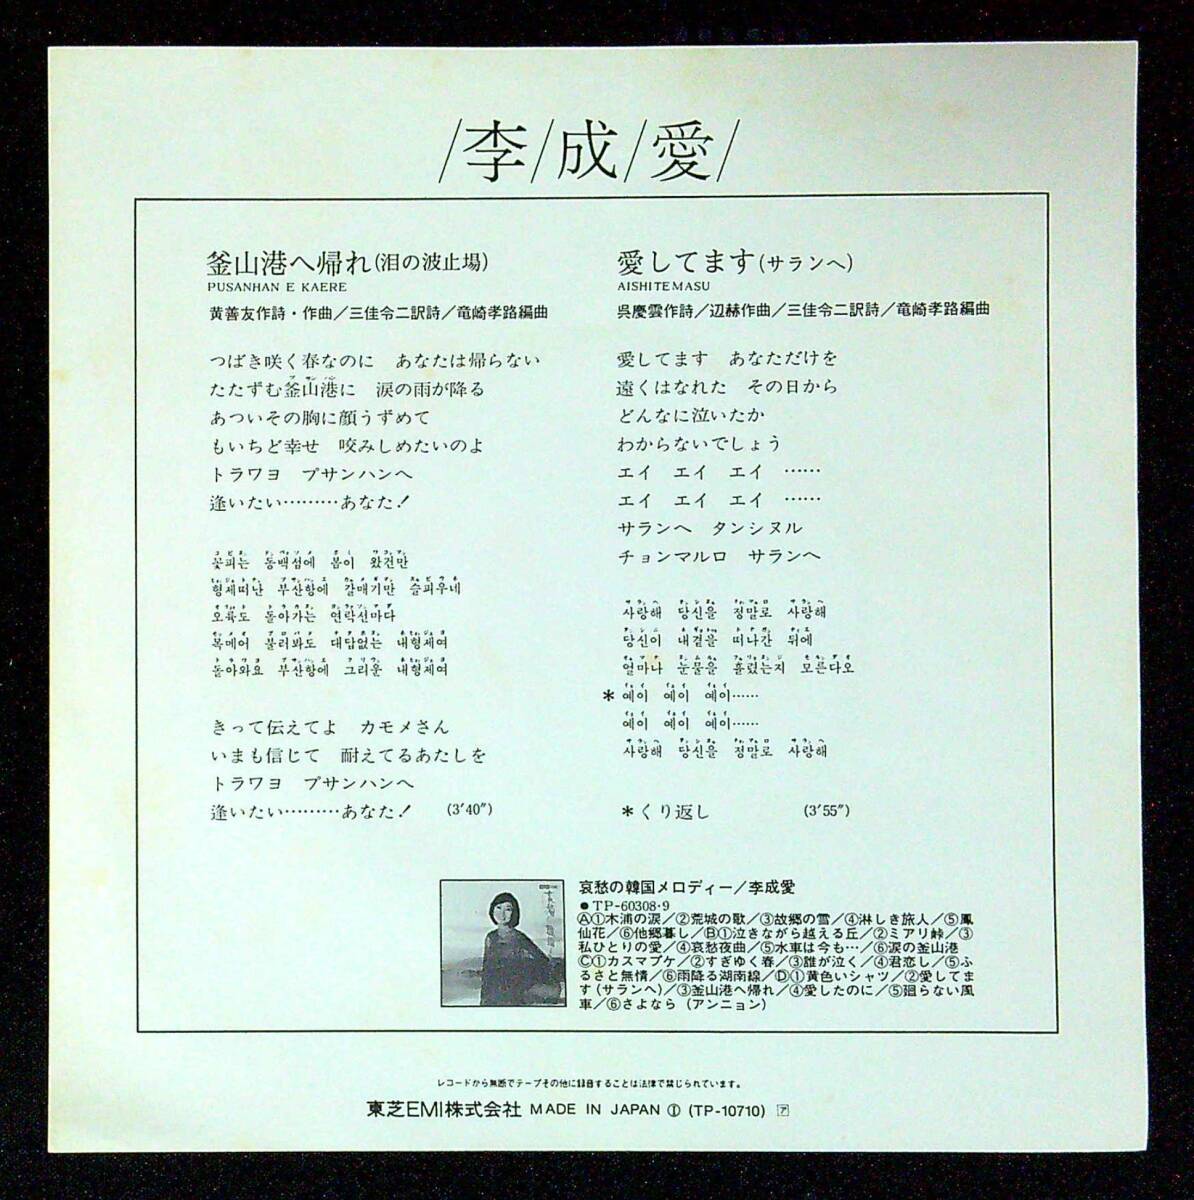 /李/成/愛/
釜山港へ帰れ(泪の波止場)
PUSANHAN E KAERE
黄善友作詩・作曲／三佳令二訳詩／竜崎孝路編曲
つばき咲く春なのに　あなたは帰らない
たたずむ釜山港に　涙の雨が降る
あついその胸に顔うずめて
もいちど幸せ　咬みしめたいのよ
トラワヨ　プサンハンへ
逢いたい………あなた！
꽃피는 동백섬에 봄이 왔건만
형제떠난 부산항에 갈매기만 슬피우네
오륙도 돌아가는 연락선마다
목메어 불러봐도 대답없는 내형제여
돌아와요 부산항에 그리운 내형제여
きって伝えてよ　カモメさん
いまも信じて　耐えてるあたしを
トラワヨ　プサンハンへ
逢いたい………あなた！　(3′40″)
愛してます(サランヘ)
AISHITEMASU
呉慶雲作詩／辺赫作曲／三佳令二訳詩／竜崎孝路編曲
愛してます　あなただけを
遠くはなれた　その日から
どんなに泣いたか
わからないでしょう
エイ　エイ　エイ　……
エイ　エイ　エイ　……
サランヘ　タンシヌル
チョンマルロ　サランヘ
사랑해 당신을 정말로 사랑해
당신이 내곁을 떠나간 뒤에
얼마나 눈물을 흘렸는지 모른다오
＊예이 예이 예이……
예이 예이 예이……
사랑해 당신을 정말로 사랑해
＊くり返し　(3′55″)
哀愁の韓国メロディー／李成愛
●TP-60308・9
Ⓐ①木浦の涙／②荒城の歌／③故郷の雪／④淋しき旅人／⑤鳳
仙花／⑥他郷暮し／Ⓑ①泣きながら越える丘／②ミアリ峠／③
私ひとりの愛／④哀愁夜曲／⑤水車は今も…／⑥涙の釜山港
Ⓒ①カスマプケ／②すぎゆく春／③誰が泣く／④君恋し／⑤ふ
るさと無情／⑥雨降る湖南線／Ⓓ①黄色いシャツ／②愛してま
す(サランヘ)／③釜山港へ帰れ／④愛したのに／⑤廻らない風
車／⑥さよなら（アンニョン）
レコードから無断でテープその他に録音することは法律で禁じられています。
東芝EMI株式会社 MADE IN JAPAN Ⓘ (TP-10710) ア